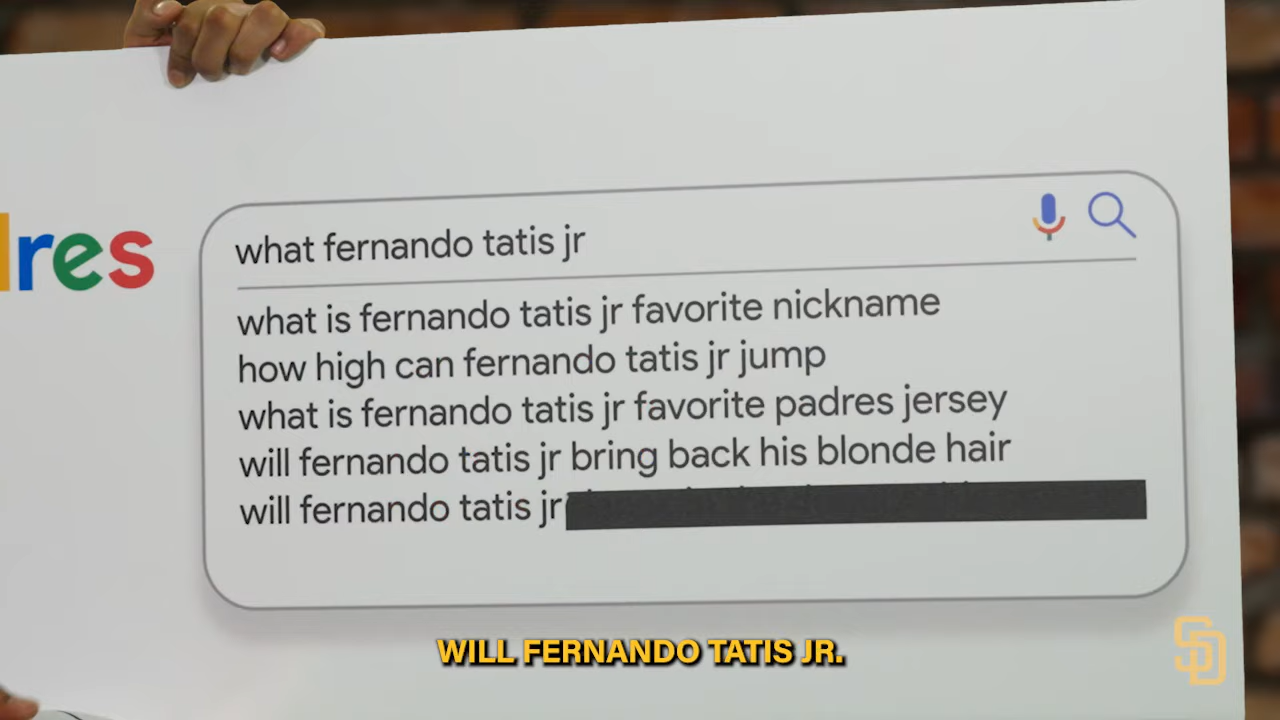 res
what fernando tatis jr
what is fernando tatis jr favorite nickname
how high can fernando tatis jr jump
what is fernando tatis jr favorite padres jersey
will fernando tatis jr bring back his blonde hair
will fernando tatis jr
WILL FERNANDO TATIS JR.
SD